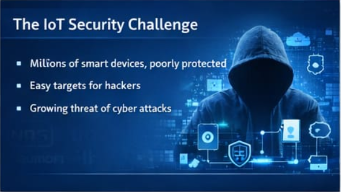 The IoT Security Challenge
Millions of smart devices, poorly protected
Easy targets for hackers
Growing threat of cyber attacks